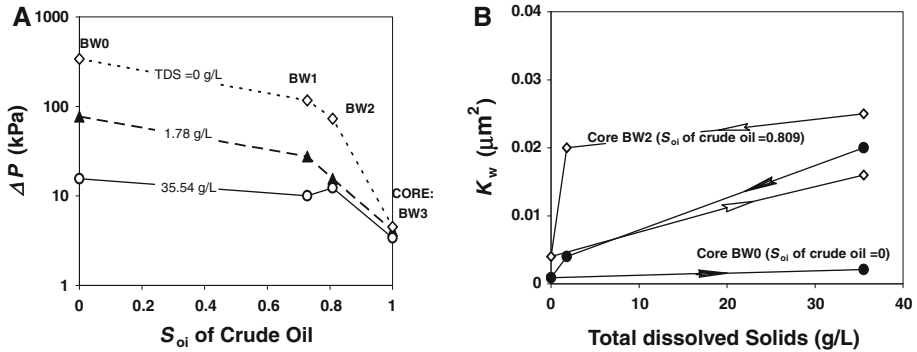 A
1000
100
10
1
ΔP (kPa)
BW0
TDS =0 g/L
BW1
BW2
1.78 g/L
35.54 g/L
CORE:
BW3
0 0.2 0.4 0.6 0.8 1
Soi of Crude Oil
B
0.04
0.03
0.02
0.01
0
Kw (μm2)
Core BW2 (Soi of crude oil =0.809)
Core BW0 (Soi of crude oil =0)
0 10 20 30 40
Total dissolved Solids (g/L)